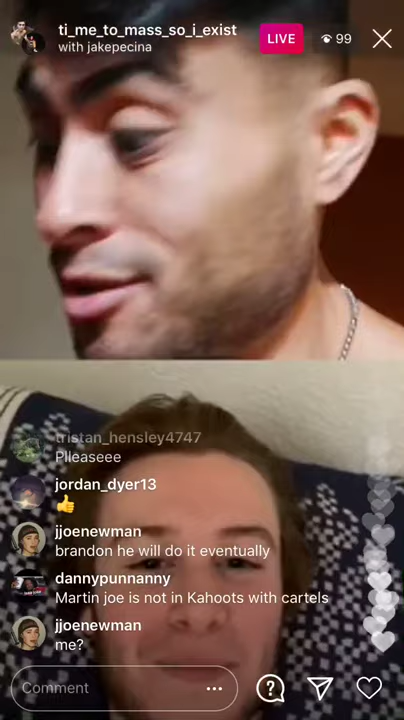 ti_me_to_mass_so_i_exist
with jakepecina
LIVE
99
tristan_hensley4747
Plleaseee
jordan_dyer13
👍
jjoenewman
brandon he will do it eventually
dannypunnanny
Martin joe is not in Kahoots with cartels
jjoenewman
me?
Comment